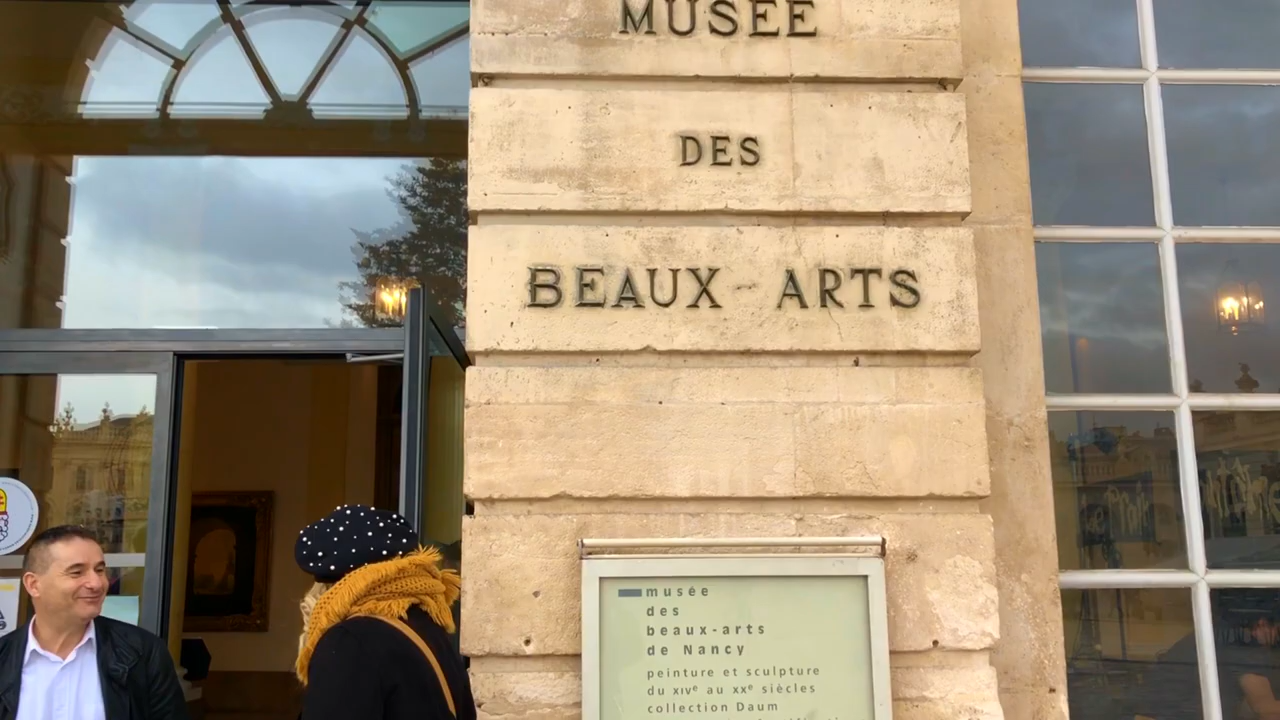 MUSÉE
DES
BEAUX-ARTS
musée
des
beaux-arts
de Nancy
peinture et sculpture
du XIVe au XXe siècles
collection Daum